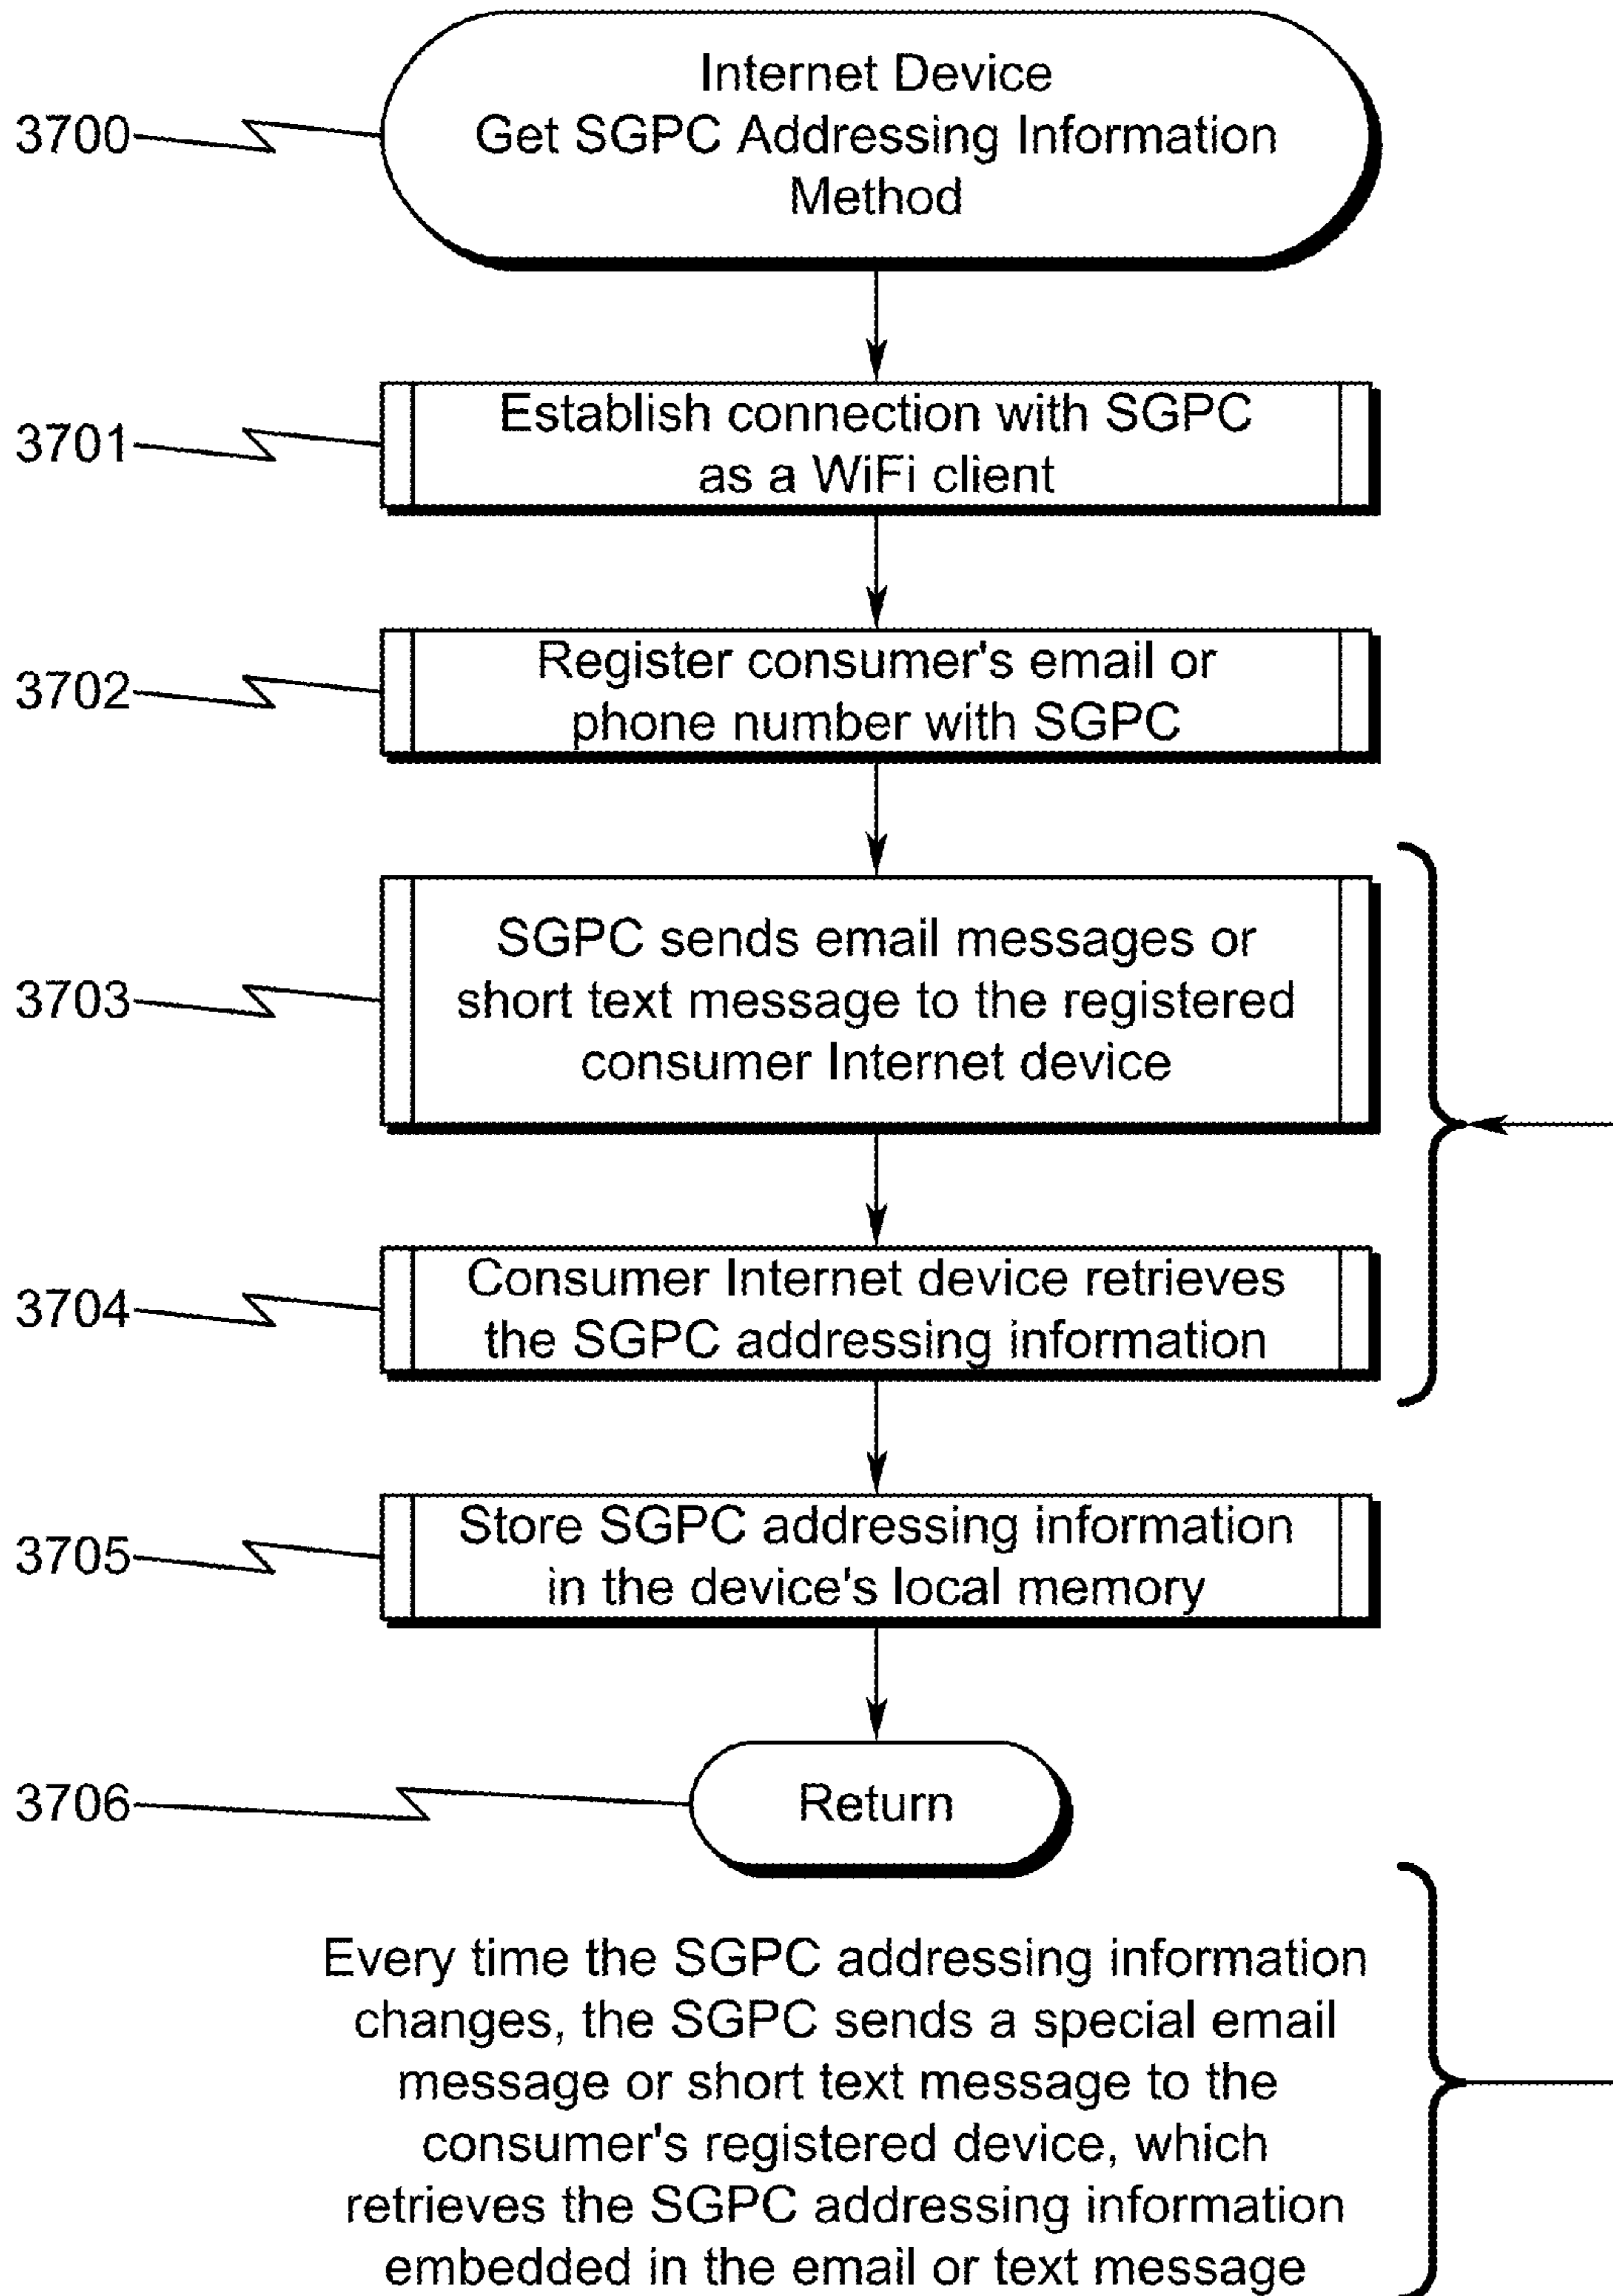 Internet Device
3700
Get SGPC Addressing Information
Method
3701
Establish connection with SGPC
as a WiFi client
3702
Register consumer's email or
phone number with SGPC
3703
SGPC sends email messages or
short text message to the registered
consumer Internet device
3704
Consumer Internet device retrieves
the SGPC addressing information
3705
Store SGPC addressing information
in the device's local memory
3706
Return
Every time the SGPC addressing information
changes, the SGPC sends a special email
message or short text message to the
consumer's registered device, which
retrieves the SGPC addressing information
embedded in the email or text message